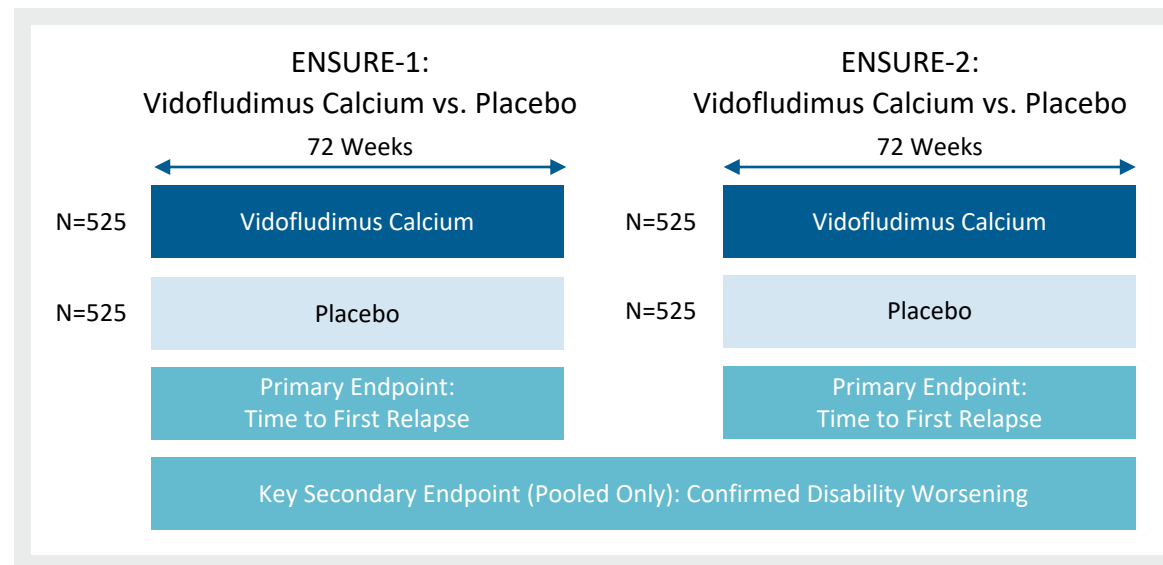 ENSURE-1:
Vidofludimus Calcium vs. Placebo
72 Weeks
N=525
Vidofludimus Calcium
N=525
Placebo
Primary Endpoint:
Time to First Relapse
ENSURE-2:
Vidofludimus Calcium vs. Placebo
72 Weeks
N=525
Vidofludimus Calcium
N=525
Placebo
Primary Endpoint:
Time to First Relapse
Key Secondary Endpoint (Pooled Only): Confirmed Disability Worsening